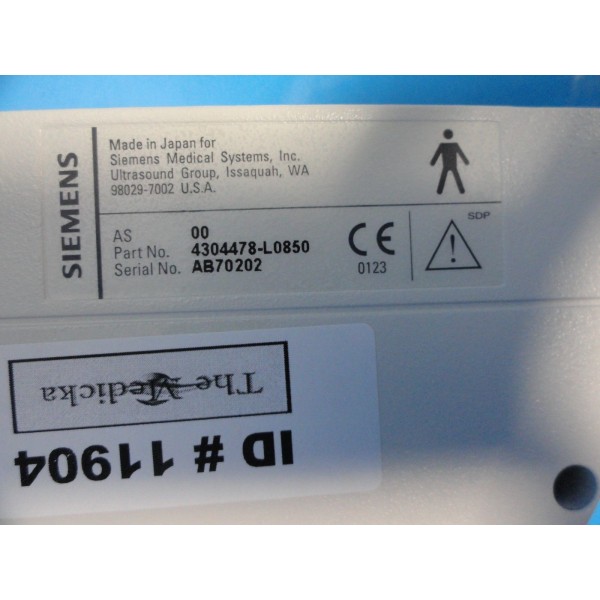 SIEMENS
Made in Japan for
Siemens Medical Systems, Inc.
Ultrasound Group, Issaquah, WA
98029-7002 U.S.A.
AS 00
Part No. 4304478-L0850
Serial No. AB70202
CE
0123
SDP
!
ID # 11904
The Medicka